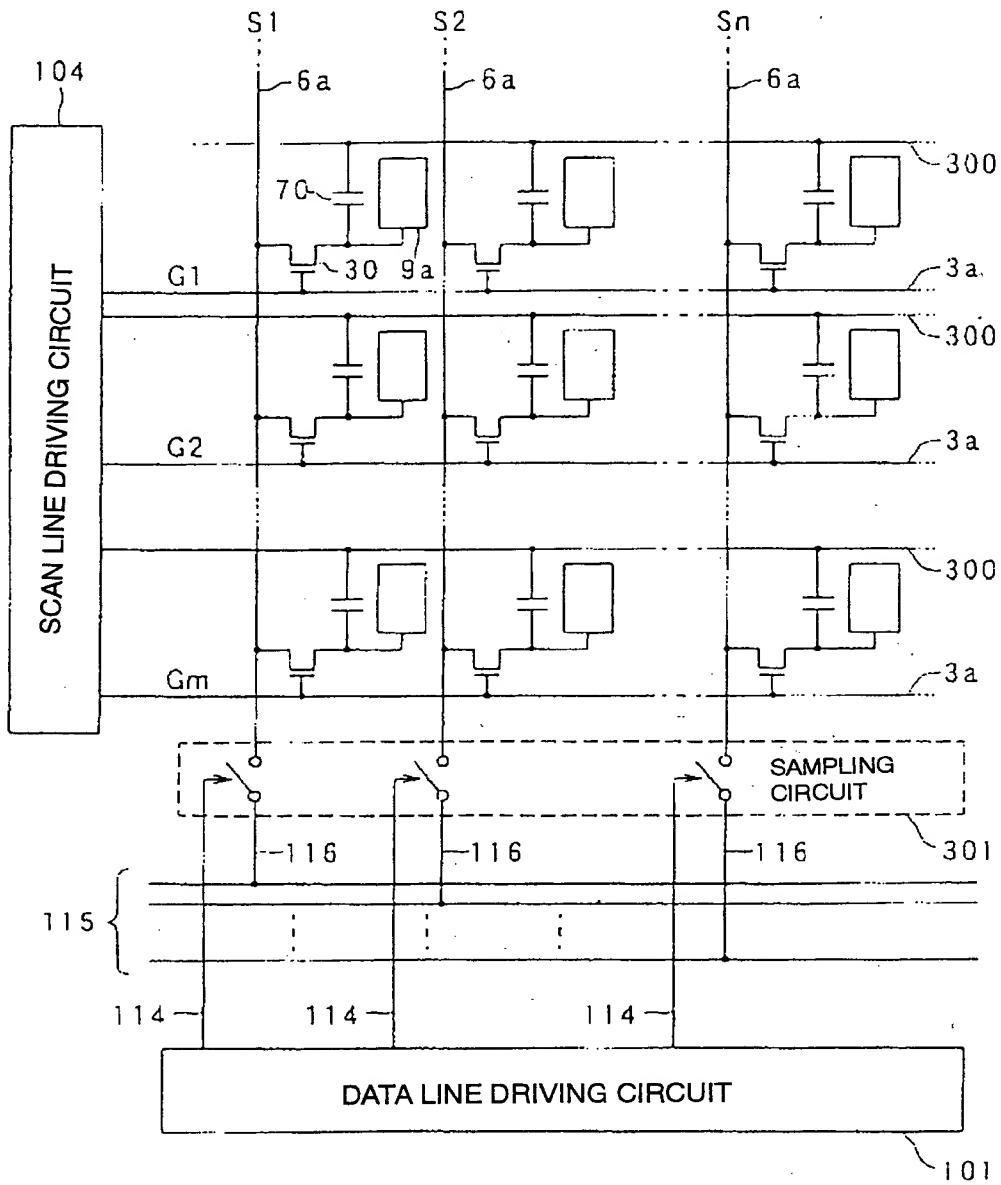 S1 S2 Sn
104
6a 6a 6a
300
70
30 9a
G1 3a
300
G2 3a
300
Gm 3a
SCAN LINE DRIVING CIRCUIT
SAMPLING
CIRCUIT
301
116 116 116
115
114 114 114
DATA LINE DRIVING CIRCUIT
101